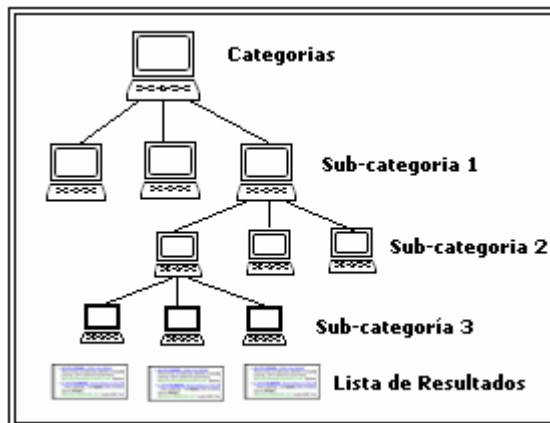 Categorias
Sub-categoria 1
Sub-categoria 2
Sub-categoría 3
Lista de Resultados